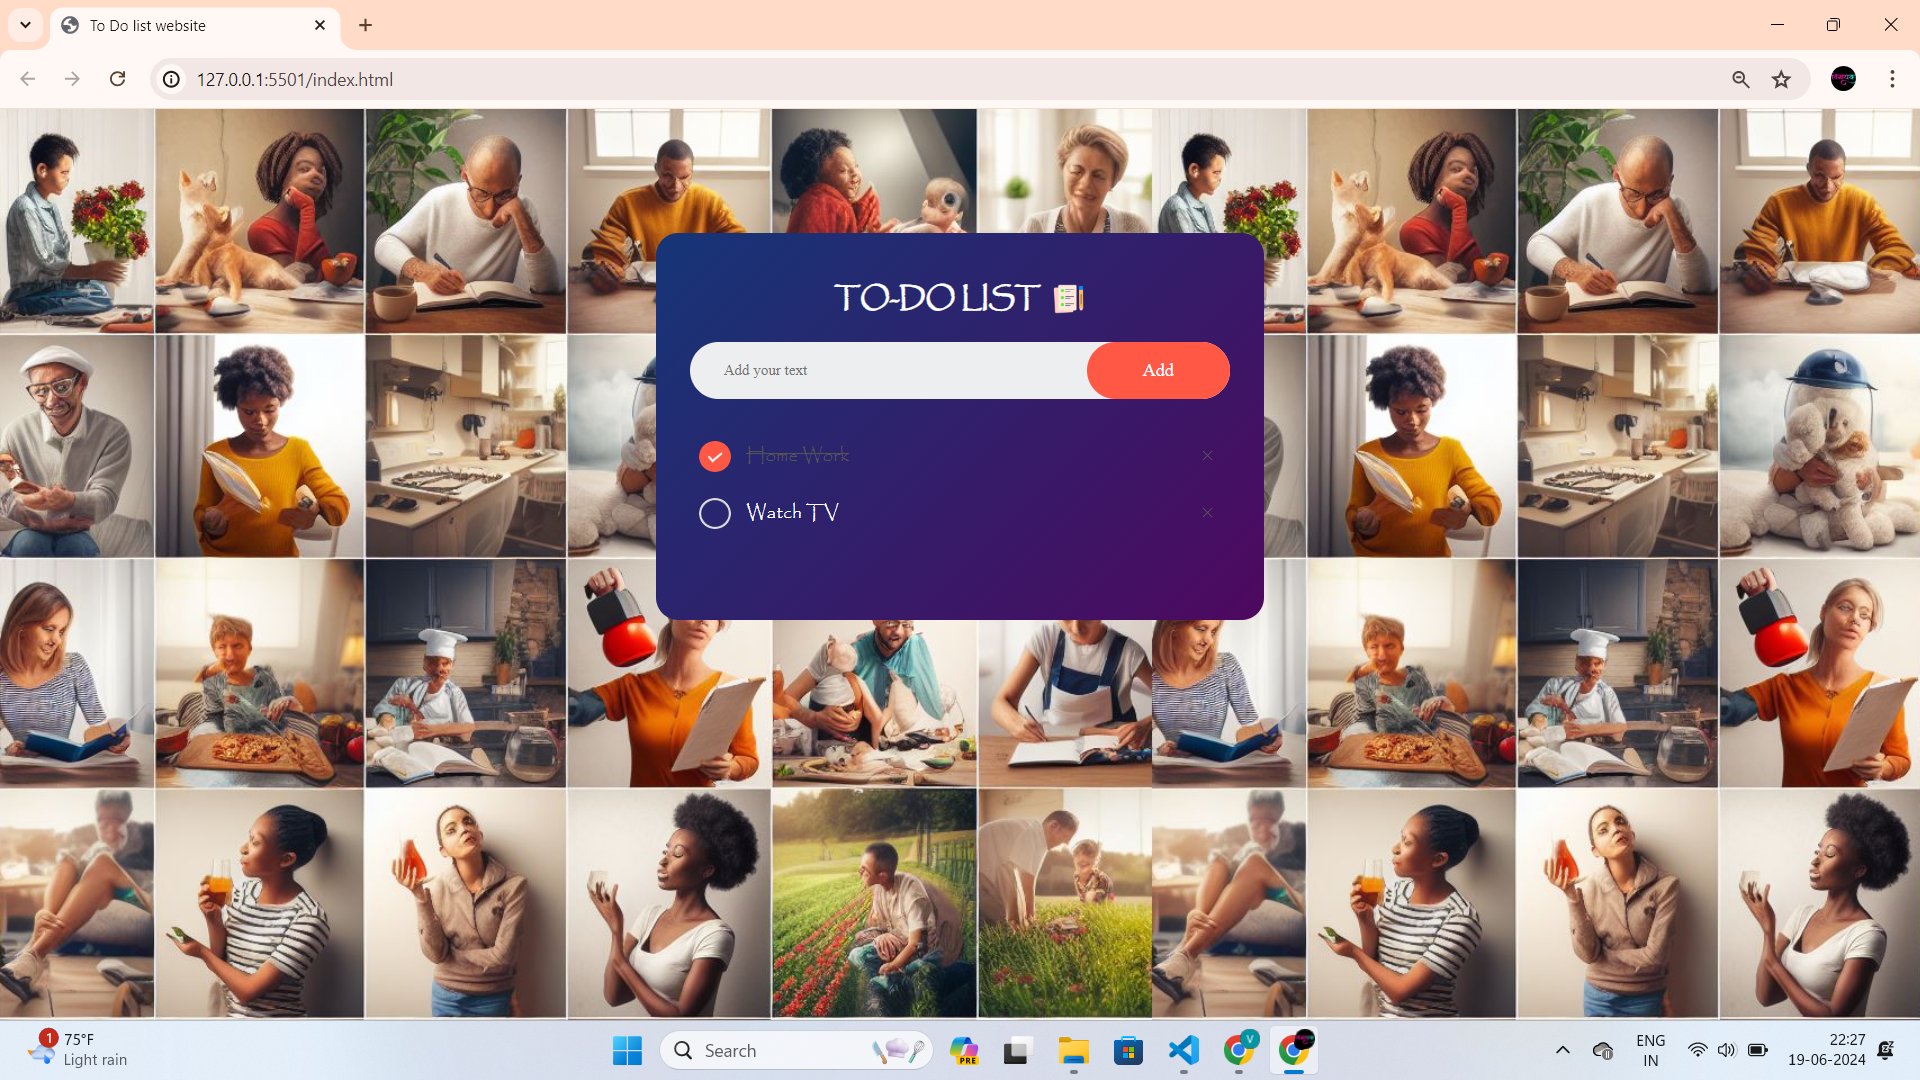 To Do list website
127.0.0.1:5501/index.html
TO-DO LIST
Add your text
Add
Home Work
Watch TV
1
75°F
Light rain
Search
PRE
V
ENG
IN
22:27
19-06-2024